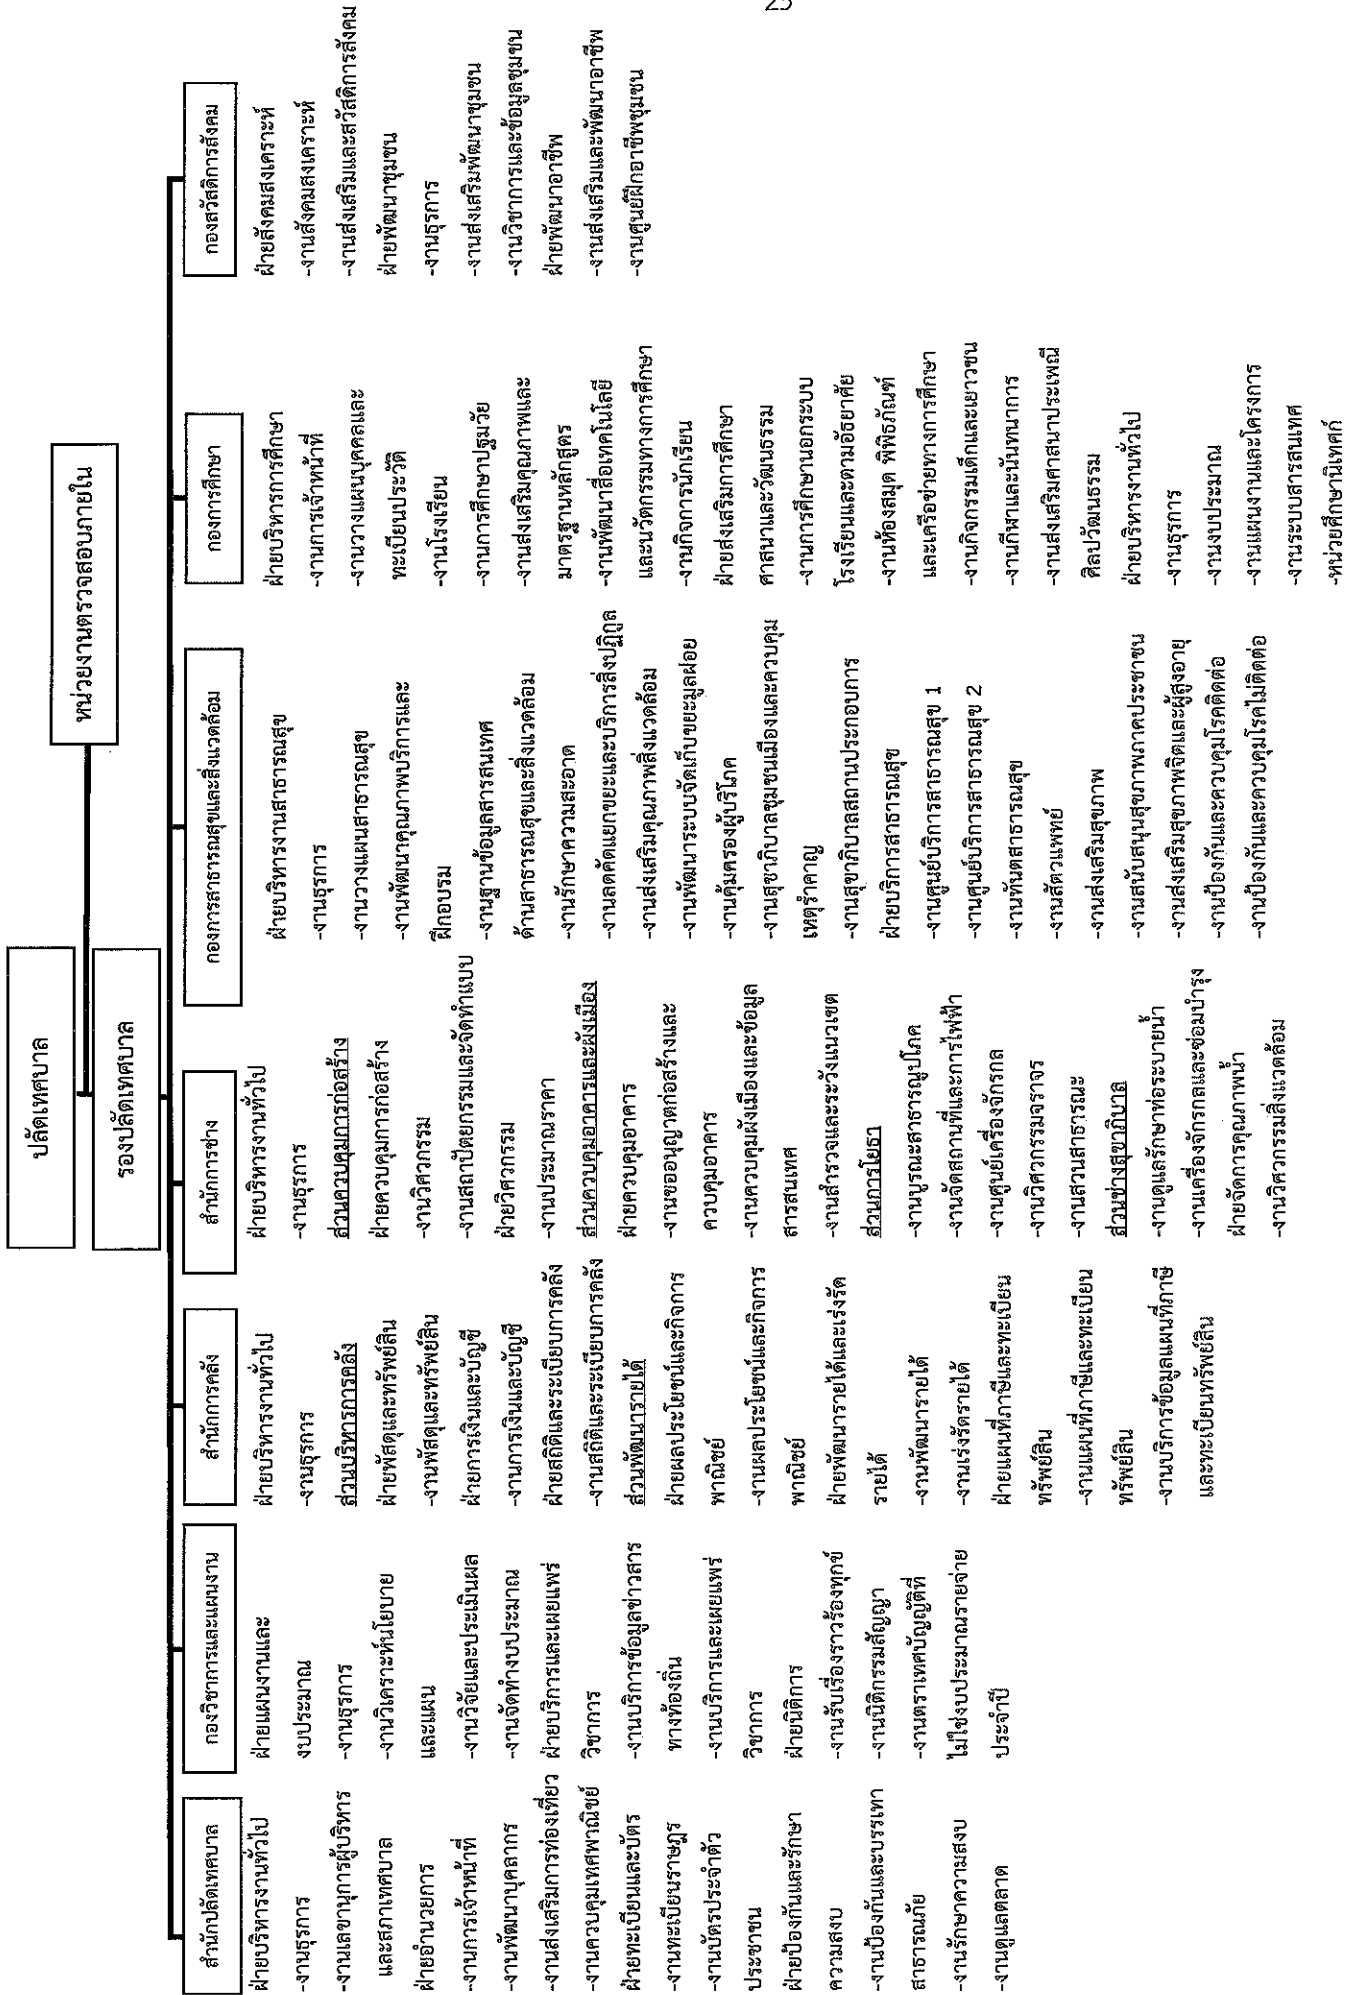 25
ปลัดเทศบาล
รองปลัดเทศบาล
หน่วยงานตรวจสอบภายใน
สำนักปลัดเทศบาล
ฝ่ายบริหารงานทั่วไป
-งานธุรการ
-งานเลขานุการผู้บริหาร
และสภาเทศบาล
ฝ่ายอำนวยการ
-งานการเจ้าหน้าที่
-งานพัฒนาบุคลากร
-งานส่งเสริมการท่องเที่ยว
-งานควบคุมเทศพาณิชย์
ฝ่ายทะเบียนและบัตร
-งานทะเบียนราษฎร
-งานบัตรประจำตัว
ประชาชน
ฝ่ายป้องกันและรักษา
ความสงบ
-งานป้องกันและบรรเทา
สาธารณภัย
-งานรักษาความสงบ
-งานดูแลตลาด
กองวิชาการและแผนงาน
ฝ่ายแผนงานและ
งบประมาณ
-งานธุรการ
-งานวิเคราะห์นโยบาย
และแผน
-งานวิจัยและประเมินผล
-งานจัดทำงบประมาณ
ฝ่ายบริการและเผยแพร่
วิชาการ
-งานบริการข้อมูลข่าวสาร
ทางท้องถิ่น
-งานบริการและเผยแพร่
วิชาการ
ฝ่ายนิติการ
-งานรับเรื่องราวร้องทุกข์
-งานนิติกรรมสัญญา
-งานตราเทศบัญญัติที่
ไม่ใช่งบประมาณรายจ่าย
ประจำปี
สำนักการคลัง
ฝ่ายบริหารงานทั่วไป
-งานธุรการ
ส่วนบริหารการคลัง
ฝ่ายพัสดุและทรัพย์สิน
-งานพัสดุและทรัพย์สิน
ฝ่ายการเงินและบัญชี
-งานการเงินและบัญชี
ฝ่ายสถิติและระเบียบการคลัง
-งานสถิติและระเบียบการคลัง
ส่วนพัฒนารายได้
ฝ่ายผลประโยชน์และกิจการ
พาณิชย์
-งานผลประโยชน์และกิจการ
พาณิชย์
ฝ่ายพัฒนารายได้และเร่งรัด
รายได้
-งานพัฒนารายได้
-งานเร่งรัดรายได้
ฝ่ายแผนที่ภาษีและทะเบียน
ทรัพย์สิน
-งานแผนที่ภาษีและทะเบียน
ทรัพย์สิน
-งานบริการข้อมูลแผนที่ภาษี
และทะเบียนทรัพย์สิน
สำนักการช่าง
ฝ่ายบริหารงานทั่วไป
-งานธุรการ
ส่วนควบคุมการก่อสร้าง
ฝ่ายควบคุมการก่อสร้าง
-งานวิศวกรรม
-งานสถาปัตยกรรมและจัดทำแบบ
ฝ่ายวิศวกรรม
-งานประมาณราคา
ส่วนควบคุมอาคารและผังเมือง
ฝ่ายควบคุมอาคาร
-งานขออนุญาตก่อสร้างและ
ควบคุมอาคาร
-งานควบคุมผังเมืองและข้อมูล
สารสนเทศ
-งานสำรวจและระวังแนวเขต
ส่วนการโยธา
-งานบูรณะสาธารณูปโภค
-งานจัดสถานที่และการไฟฟ้า
-งานศูนย์เครื่องจักรกล
-งานวิศวกรรมจราจร
-งานสวนสาธารณะ
ส่วนช่างสุขาภิบาล
-งานดูแลรักษาท่อระบายน้ำ
-งานเครื่องจักรกลและซ่อมบำรุง
ฝ่ายจัดการคุณภาพน้ำ
-งานวิศวกรรมสิ่งแวดล้อม
กองการสาธารณสุขและสิ่งแวดล้อม
ฝ่ายบริหารงานสาธารณสุข
-งานธุรการ
-งานวางแผนสาธารณสุข
-งานพัฒนาคุณภาพบริการและ
ฝึกอบรม
-งานฐานข้อมูลสารสนเทศ
ด้านสาธารณสุขและสิ่งแวดล้อม
-งานรักษาความสะอาด
-งานลดคัดแยกขยะและบริการสิ่งปฏิกูล
-งานส่งเสริมคุณภาพสิ่งแวดล้อม
-งานพัฒนาระบบจัดเก็บขยะมูลฝอย
-งานคุ้มครองผู้บริโภค
-งานสุขาภิบาลชุมชนเมืองและควบคุม
เหตุรำคาญ
-งานสุขาภิบาลสถานประกอบการ
ฝ่ายบริการสาธารณสุข
-งานศูนย์บริการสาธารณสุข 1
-งานศูนย์บริการสาธารณสุข 2
-งานทันตสาธารณสุข
-งานสัตวแพทย์
-งานส่งเสริมสุขภาพ
-งานสนับสนุนสุขภาพภาคประชาชน
-งานส่งเสริมสุขภาพจิตและผู้สูงอายุ
-งานป้องกันและควบคุมโรคติดต่อ
-งานป้องกันและควบคุมโรคไม่ติดต่อ
กองการศึกษา
ฝ่ายบริหารการศึกษา
-งานการเจ้าหน้าที่
-งานวางแผนบุคคลและ
ทะเบียนประวัติ
-งานโรงเรียน
-งานการศึกษาปฐมวัย
-งานส่งเสริมคุณภาพและ
มาตรฐานหลักสูตร
-งานพัฒนาสื่อเทคโนโลยี
และนวัตกรรมทางการศึกษา
-งานกิจการนักเรียน
ฝ่ายส่งเสริมการศึกษา
ศาสนาและวัฒนธรรม
-งานการศึกษานอกระบบ
โรงเรียนและตามอัธยาศัย
-งานห้องสมุด พิพิธภัณฑ์
และเครือข่ายทางการศึกษา
-งานกิจกรรมเด็กและเยาวชน
-งานกีฬาและนันทนาการ
-งานส่งเสริมศาสนาประเพณี
ศิลปวัฒนธรรม
ฝ่ายบริหารงานทั่วไป
-งานธุรการ
-งานงบประมาณ
-งานแผนงานและโครงการ
-งานระบบสารสนเทศ
-หน่วยศึกษานิเทศก์
กองสวัสดิการสังคม
ฝ่ายสังคมสงเคราะห์
-งานสังคมสงเคราะห์
-งานส่งเสริมและสวัสดิการสังคม
ฝ่ายพัฒนาชุมชน
-งานธุรการ
-งานส่งเสริมพัฒนาชุมชน
-งานวิชาการและข้อมูลชุมชน
ฝ่ายพัฒนาอาชีพ
-งานส่งเสริมและพัฒนาอาชีพ
-งานศูนย์ฝึกอาชีพชุมชน